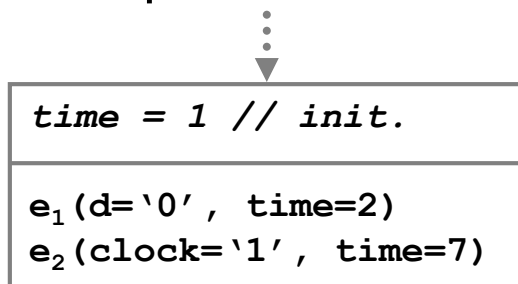 time = 1 // init.
e₁(d=‘0’, time=2)
e₂(clock=‘1’, time=7)